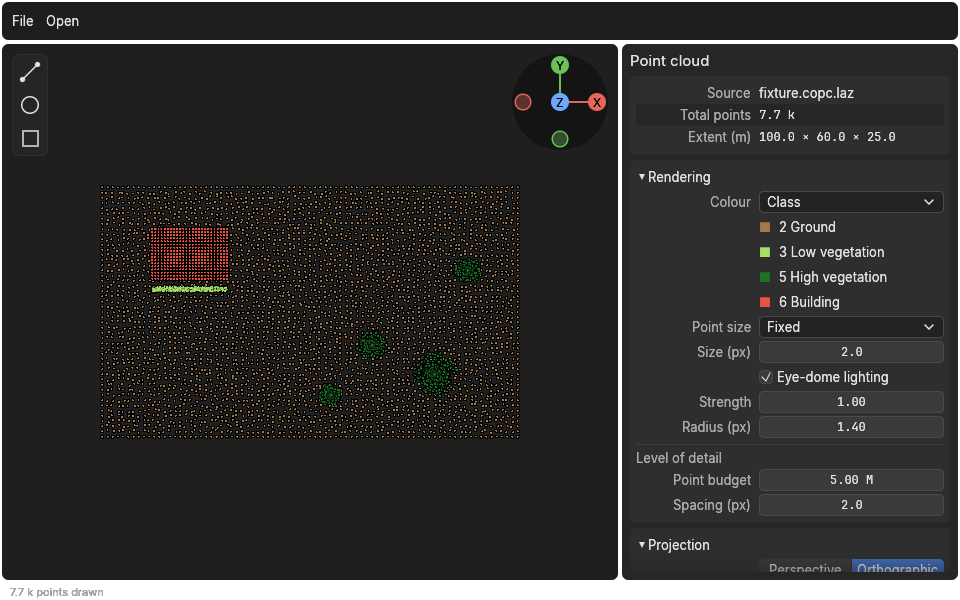 File Open
Y
Z
X
Point cloud
Source fixture.copc.laz
Total points 7.7 k
Extent (m) 100.0 × 60.0 × 25.0
Rendering
Colour Class
2 Ground
3 Low vegetation
5 High vegetation
6 Building
Point size Fixed
Size (px) 2.0
Eye-dome lighting
Strength 1.00
Radius (px) 1.40
Level of detail
Point budget 5.00 M
Spacing (px) 2.0
Projection
Perspective Orthographic
7.7 k points drawn